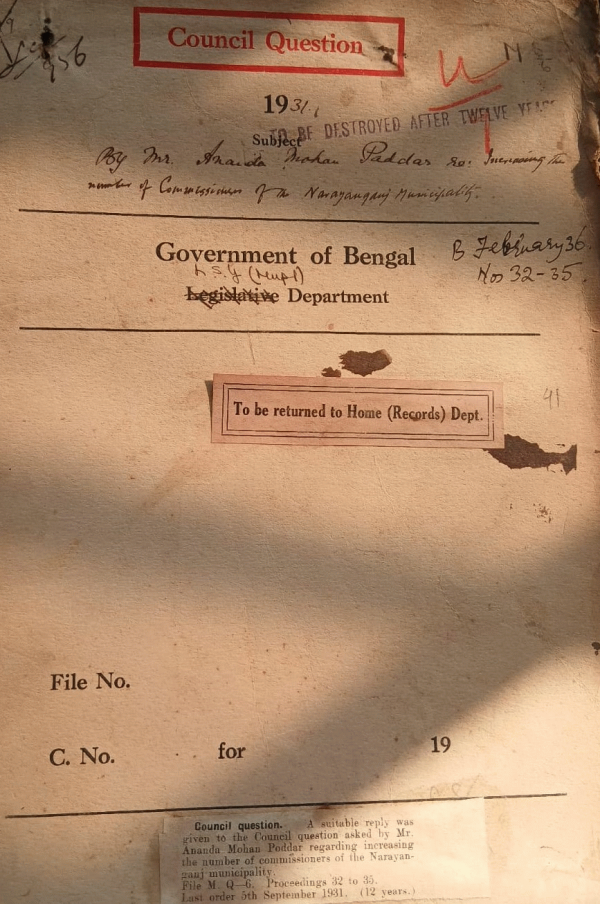 Council Question
1931
TO BE DESTROYED AFTER TWELVE YEARS
Subject
By Mr. Ananda Mohan Poddar re: Increasing the
number of Commissioners of the Narayanganj Municipality.
Government of Bengal
B February 36.
Nos 32-35.
L.S.G (Mupl)
Legislative Department
To be returned to Home (Records) Dept.
41
File No.
C. No. for 19
Council question. A suitable reply was
given to the Council question asked by Mr.
Ananda Mohan Poddar regarding increasing
the number of commissioners of the Narayan-
ganj municipality.
File M. Q—6. Proceedings 32 to 35.
Last order 5th September 1931. (12 years.)